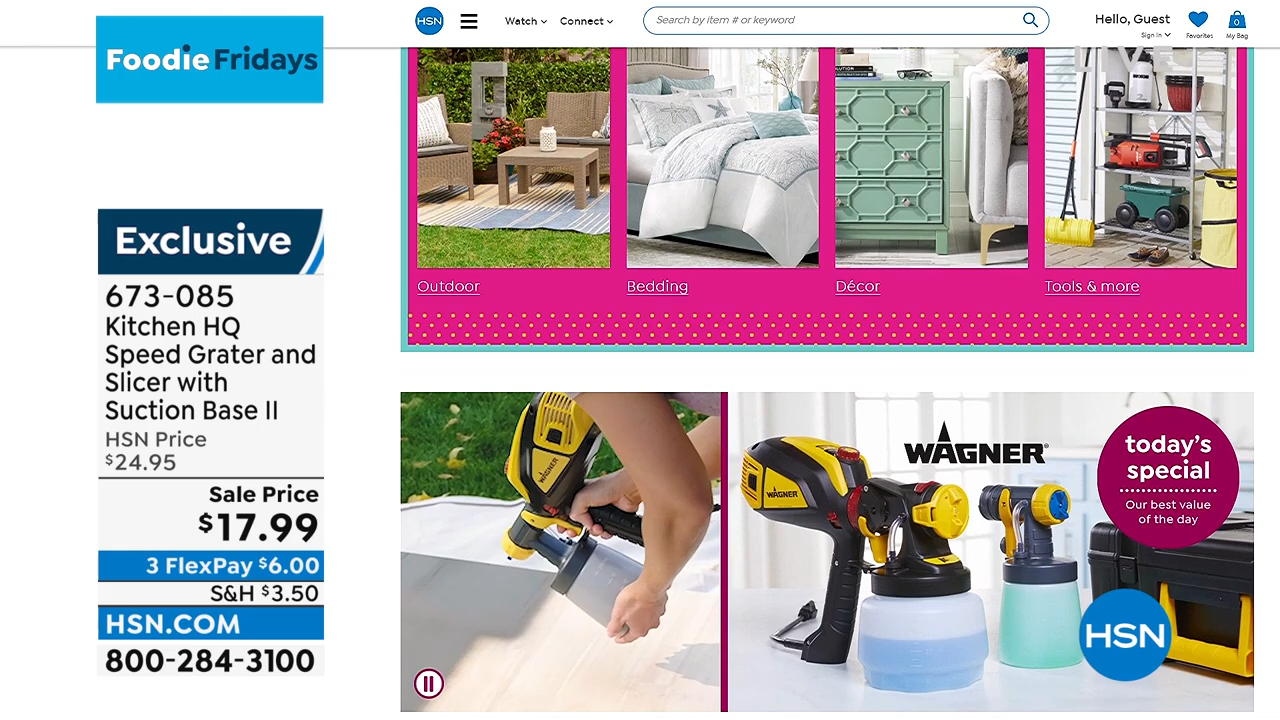 Foodie Fridays
Exclusive
673-085
Kitchen HQ
Speed Grater and
Slicer with
Suction Base II
HSN Price
$24.95
Sale Price
$17.99
3 FlexPay $6.00
S&H $3.50
HSN.COM
800-284-3100
HSN
Watch
Connect
Search by item # or keyword
Hello, Guest
Sign In
Favorites
0
My Bag
Outdoor
Bedding
Décor
Tools & more
WAGNER
WAGNER
WAGNER®
today's
special
Our best value
of the day
HSN